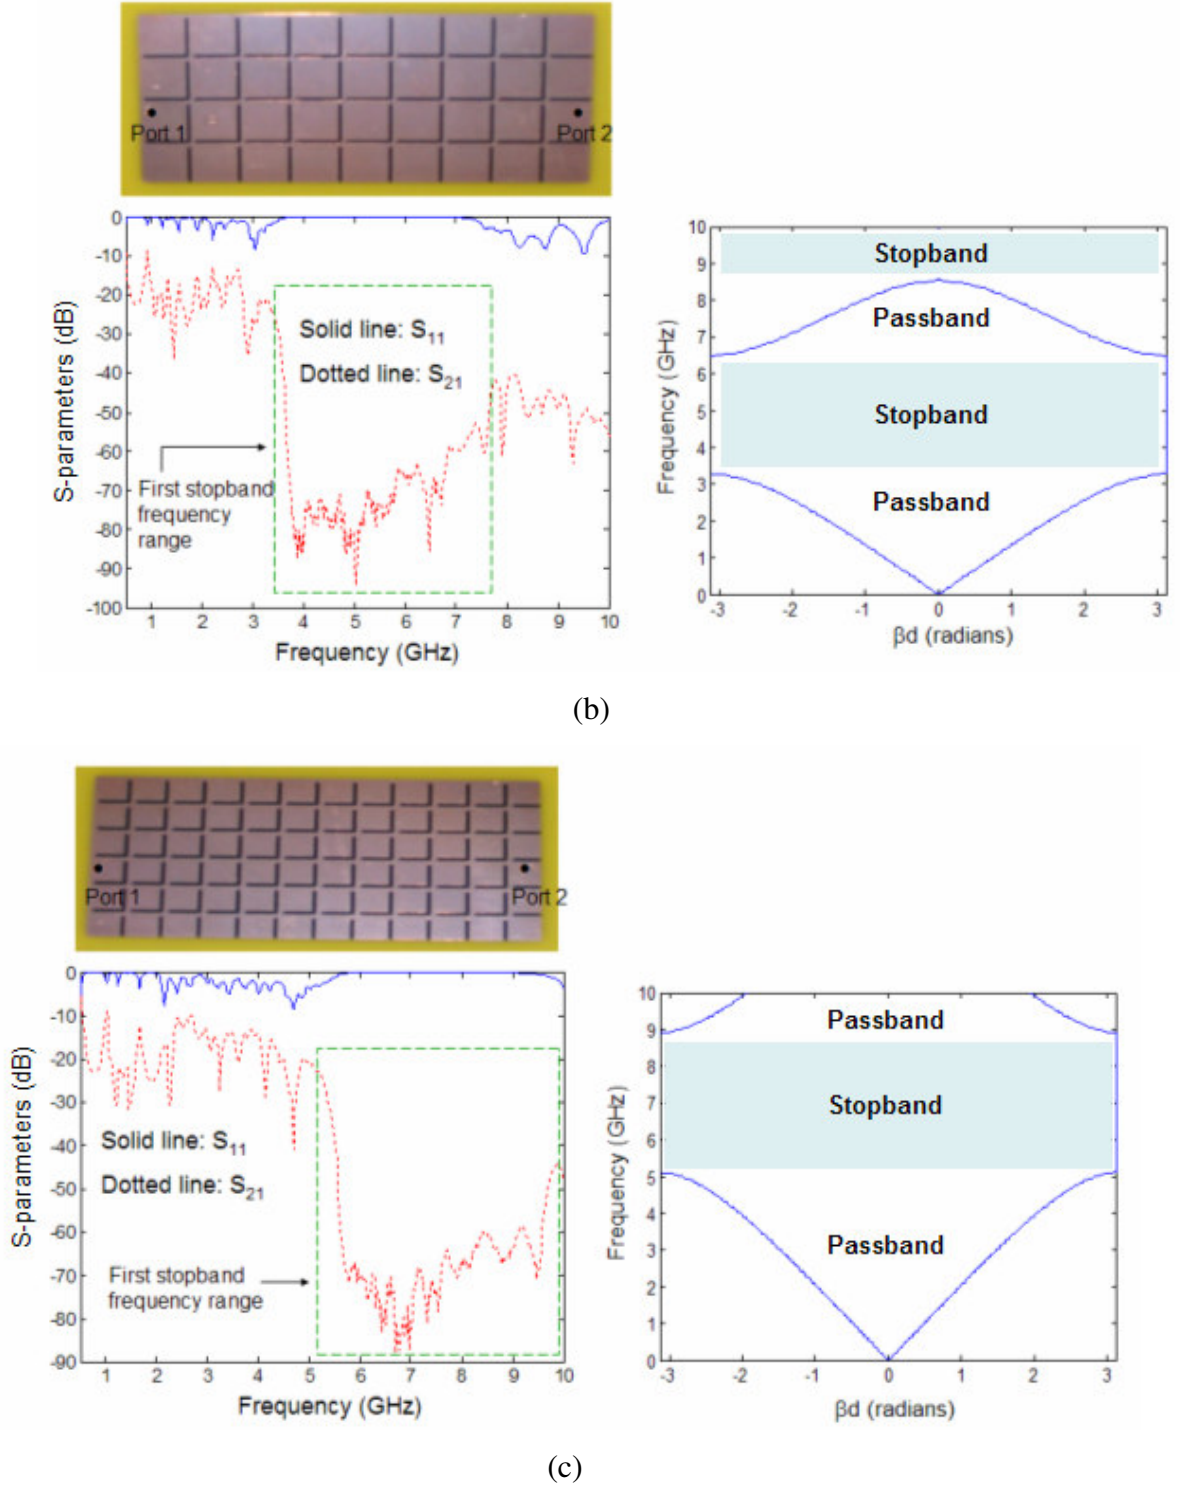 Port 1
Port 2
0
-10
-20
-30
-40
-50
-60
-70
-80
-90
-100
S-parameters (dB)
Solid line: S11
Dotted line: S21
First stopband
frequency
range
1 2 3 4 5 6 7 8 9 10
Frequency (GHz)
10
9
8
7
6
5
4
3
2
1
0
Frequency (GHz)
Stopband
Passband
Stopband
Passband
-3 -2 -1 0 1 2 3
βd (radians)
(b)
Port 1
Port 2
0
-10
-20
-30
-40
-50
-60
-70
-80
-90
S-parameters (dB)
Solid line: S11
Dotted line: S21
First stopband
frequency range
1 2 3 4 5 6 7 8 9 10
Frequency (GHz)
10
9
8
7
6
5
4
3
2
1
0
Frequency (GHz)
Passband
Stopband
Passband
-3 -2 -1 0 1 2 3
βd (radians)
(c)